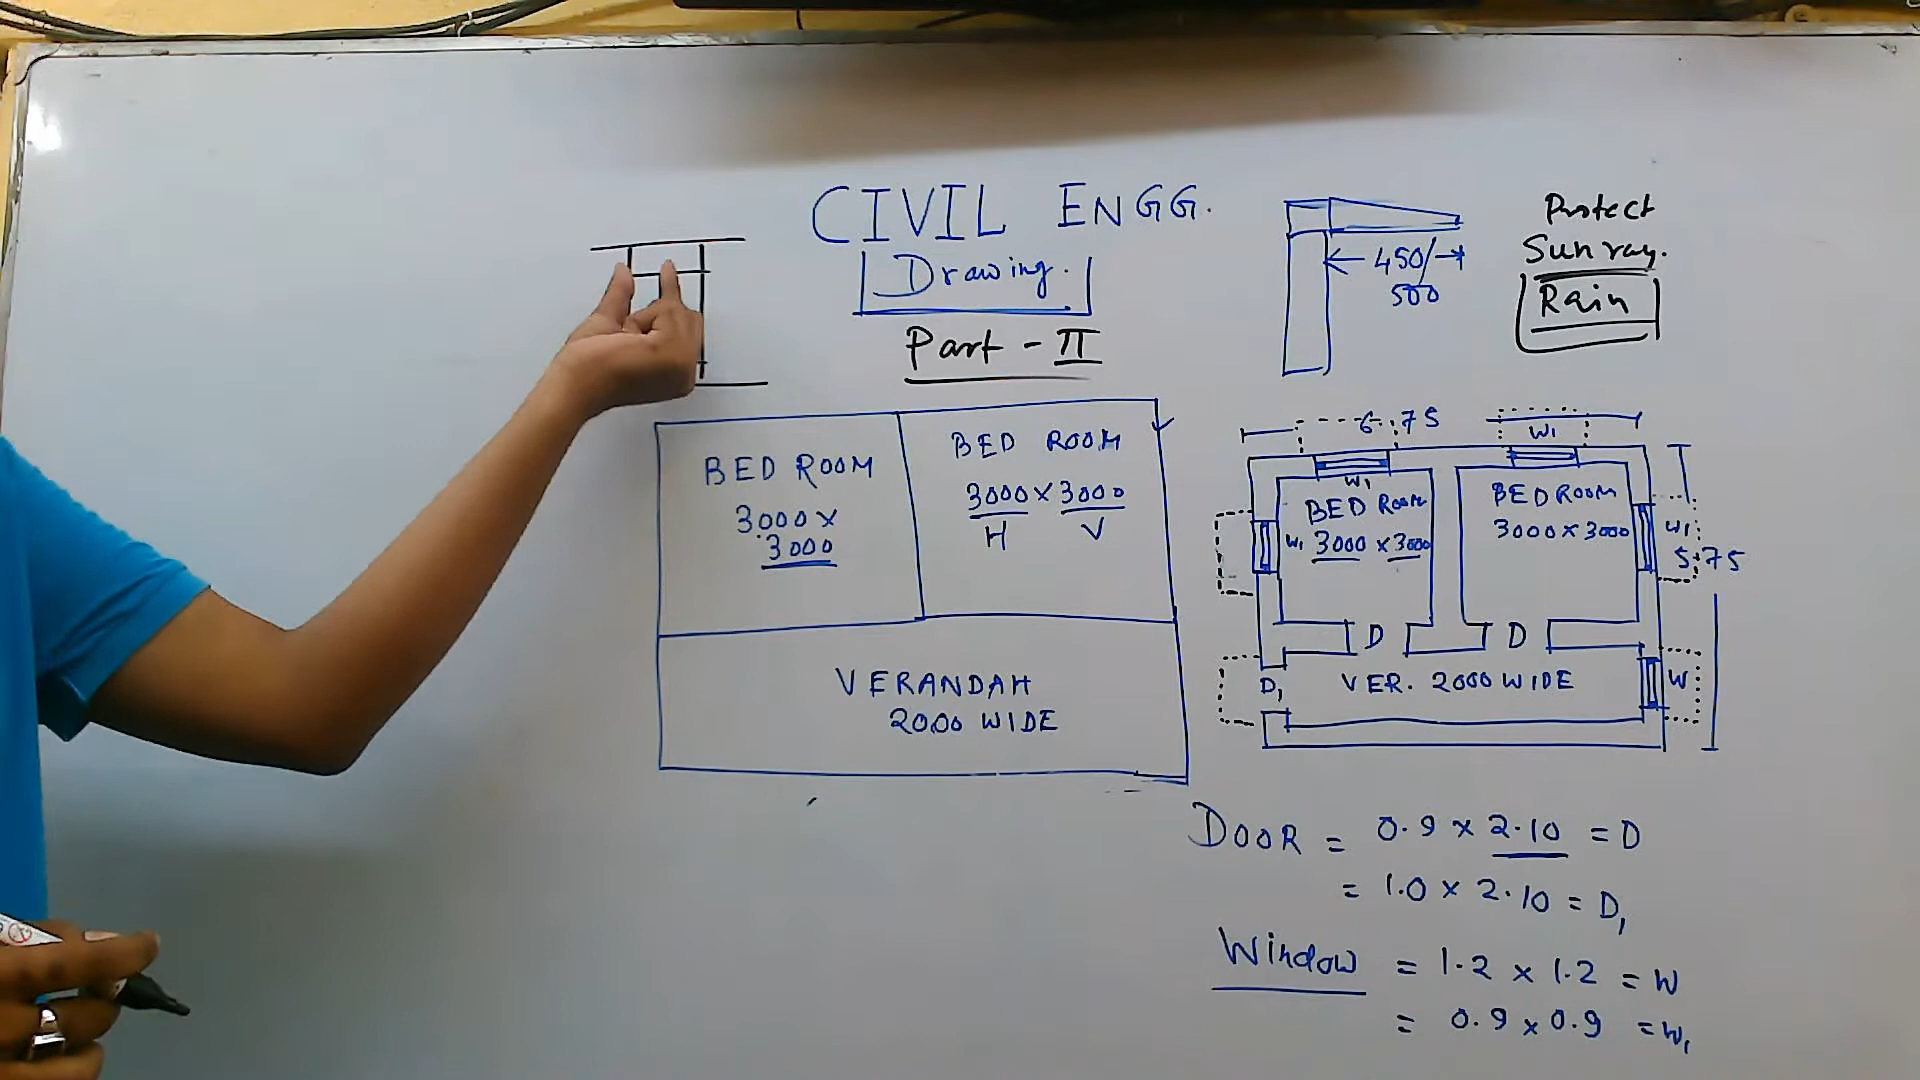 CIVIL ENGG.
Drawing.
Part - II
450/
500
Protect
Sun ray.
Rain
BED ROOM
3000 x
3000
BED ROOM
3000 x 3000
H V
VERANDAH
2000 WIDE
6.75
W1
W1
BED ROOM
W1 3000 x 3000
BED ROOM
3000 x 3000
W1
5.75
D D
D1 VER. 2000 WIDE W
DOOR = 0.9 x 2.10 = D
= 1.0 x 2.10 = D1
Window = 1.2 x 1.2 = W
= 0.9 x 0.9 = W1